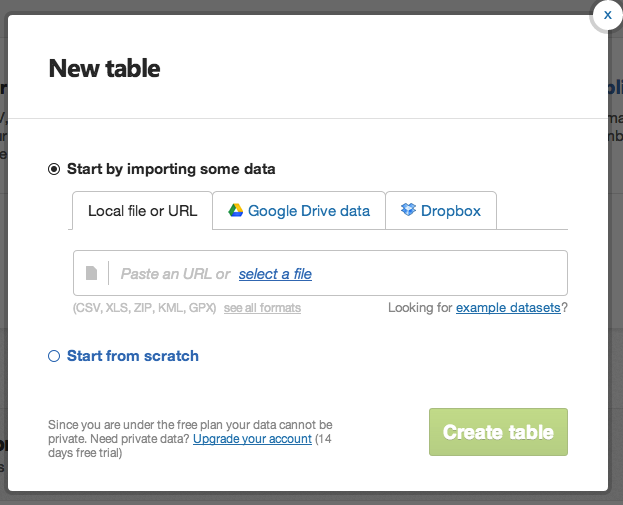 x
New table
Start by importing some data
Local file or URL
Google Drive data
Dropbox
Paste an URL or select a file
(CSV, XLS, ZIP, KML, GPX) see all formats
Looking for example datasets?
Start from scratch
Since you are under the free plan your data cannot be
private. Need private data? Upgrade your account (14
days free trial)
Create table